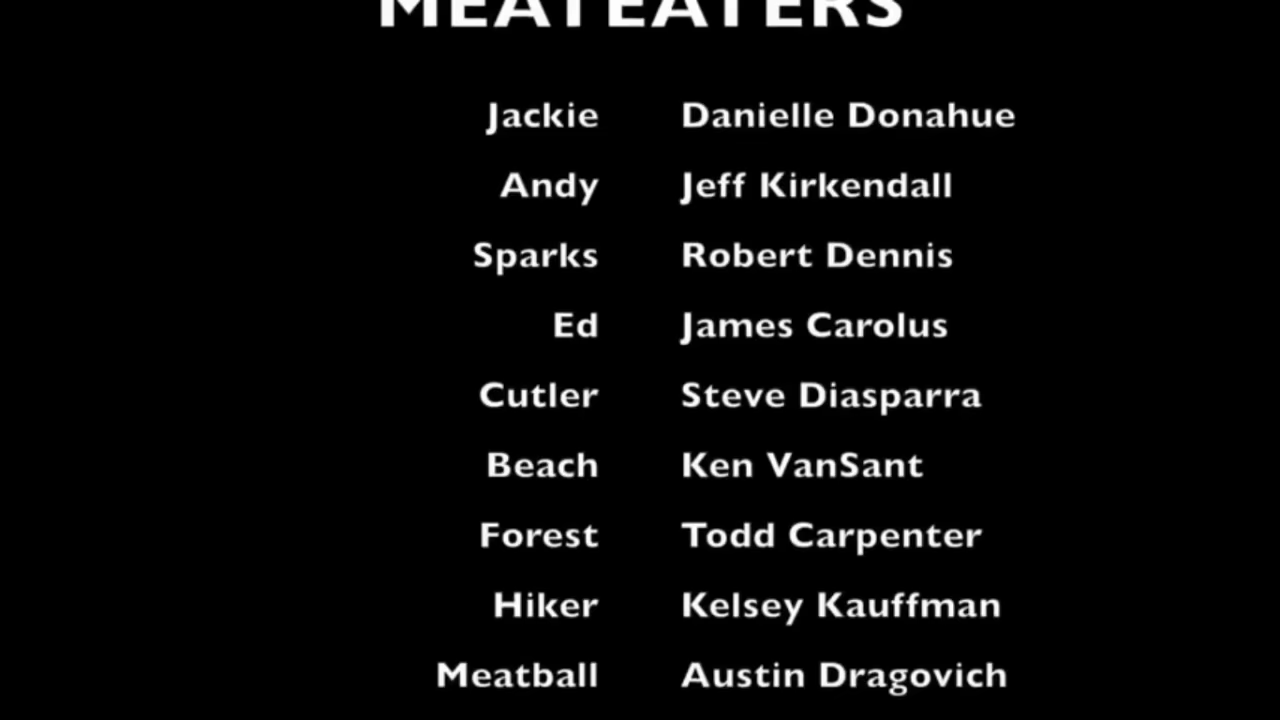 MEATEATERS
Jackie Danielle Donahue
Andy Jeff Kirkendall
Sparks Robert Dennis
Ed James Carolus
Cutler Steve Diasparra
Beach Ken VanSant
Forest Todd Carpenter
Hiker Kelsey Kauffman
Meatball Austin Dragovich